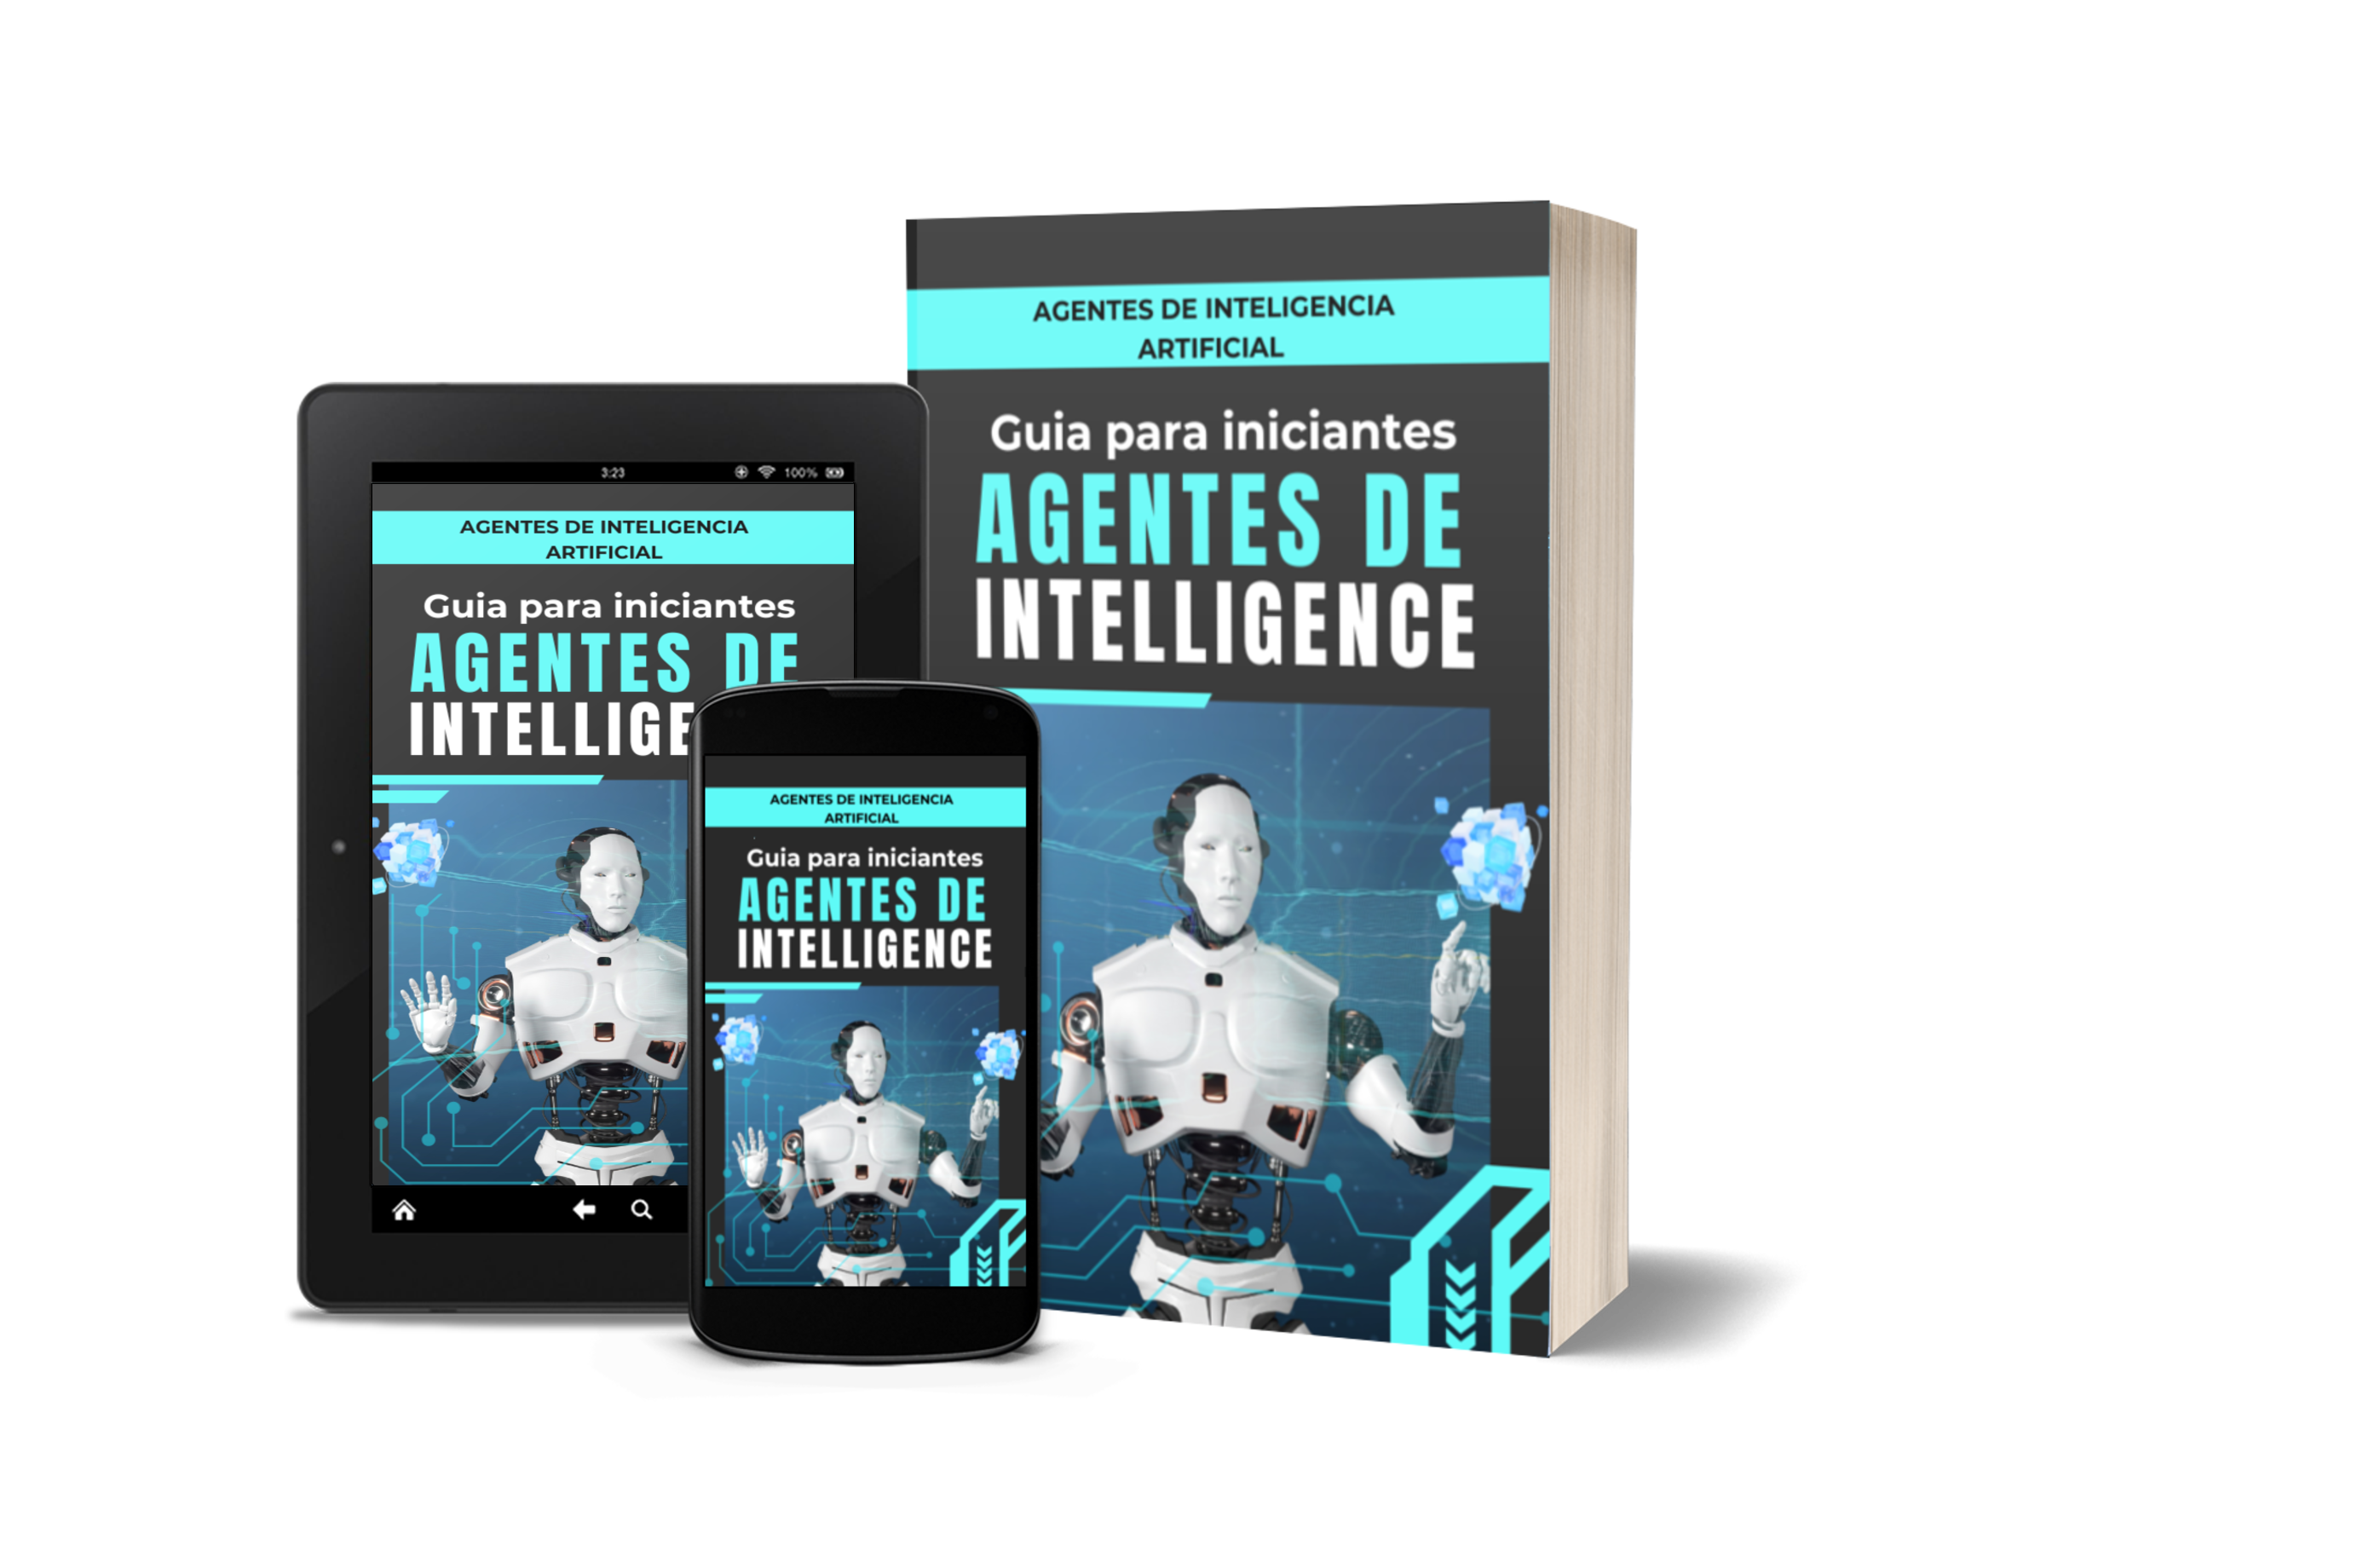 AGENTES DE INTELIGENCIA
ARTIFICIAL
Guia para iniciantes
AGENTES DE
INTELLIGENCE
3:23 100%
AGENTES DE INTELIGENCIA
ARTIFICIAL
Guia para iniciantes
AGENTES DE
INTELLIGE
AGENTES DE INTELIGENCIA
ARTIFICIAL
Guia para iniciantes
AGENTES DE
INTELLIGENCE